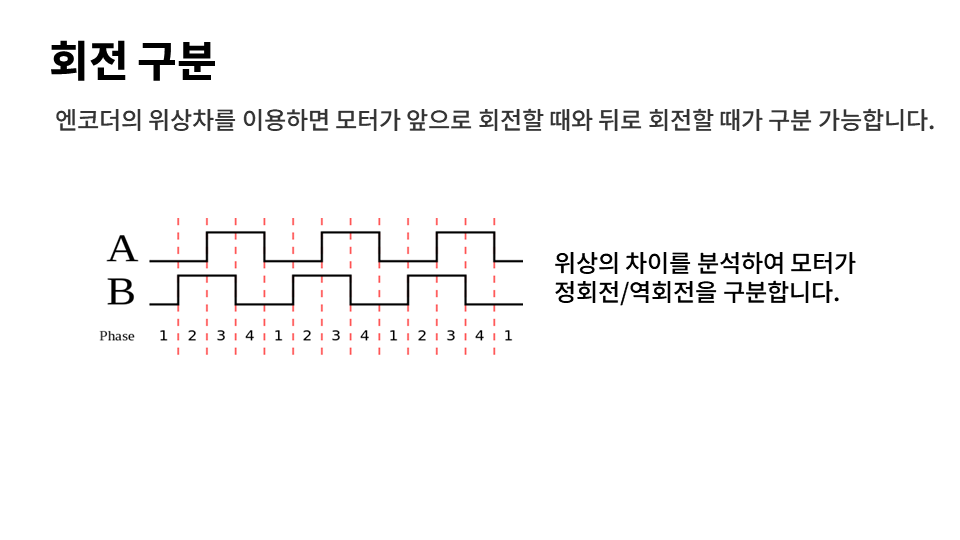 회전 구분
엔코더의 위상차를 이용하면 모터가 앞으로 회전할 때와 뒤로 회전할 때가 구분 가능합니다.
A
B
Phase 1 2 3 4 1 2 3 4 1 2 3 4 1
위상의 차이를 분석하여 모터가
정회전/역회전을 구분합니다.